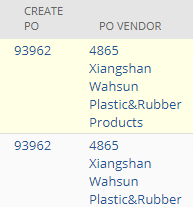 CREATE PO PO VENDOR
93962 4865
Xiangshan
Wahsun
Plastic&Rubber
Products
93962 4865
Xiangshan
Wahsun
Plastic&Rubber